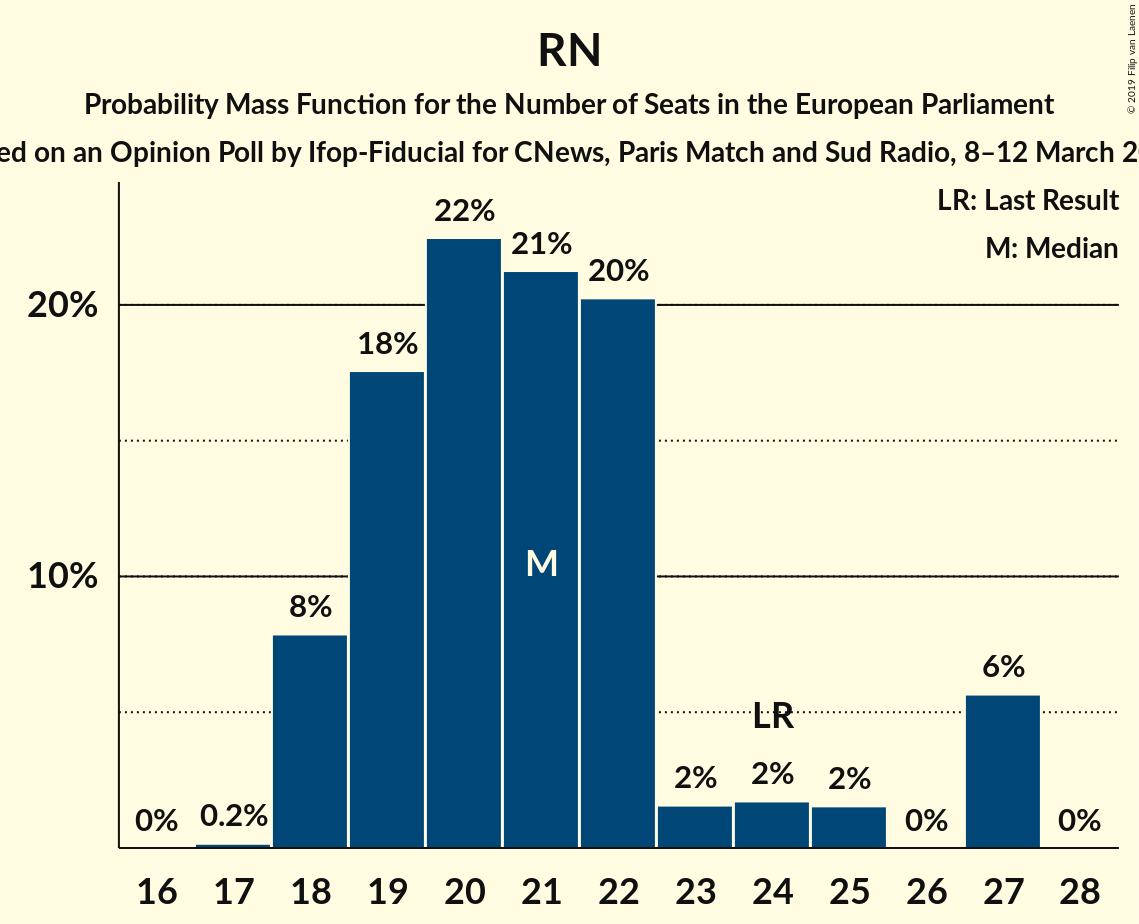 RN
Probability Mass Function for the Number of Seats in the European Parliament
ed on an Opinion Poll by Ifop-Fiducial for CNews, Paris Match and Sud Radio, 8–12 March 2
© 2019 Filip van Laenen
LR: Last Result
M: Median
22%
21%
20%
20%
18%
M
10%
8%
6%
LR
2%
2%
2%
0%
0.2%
0%
0%
16 17 18 19 20 21 22 23 24 25 26 27 28